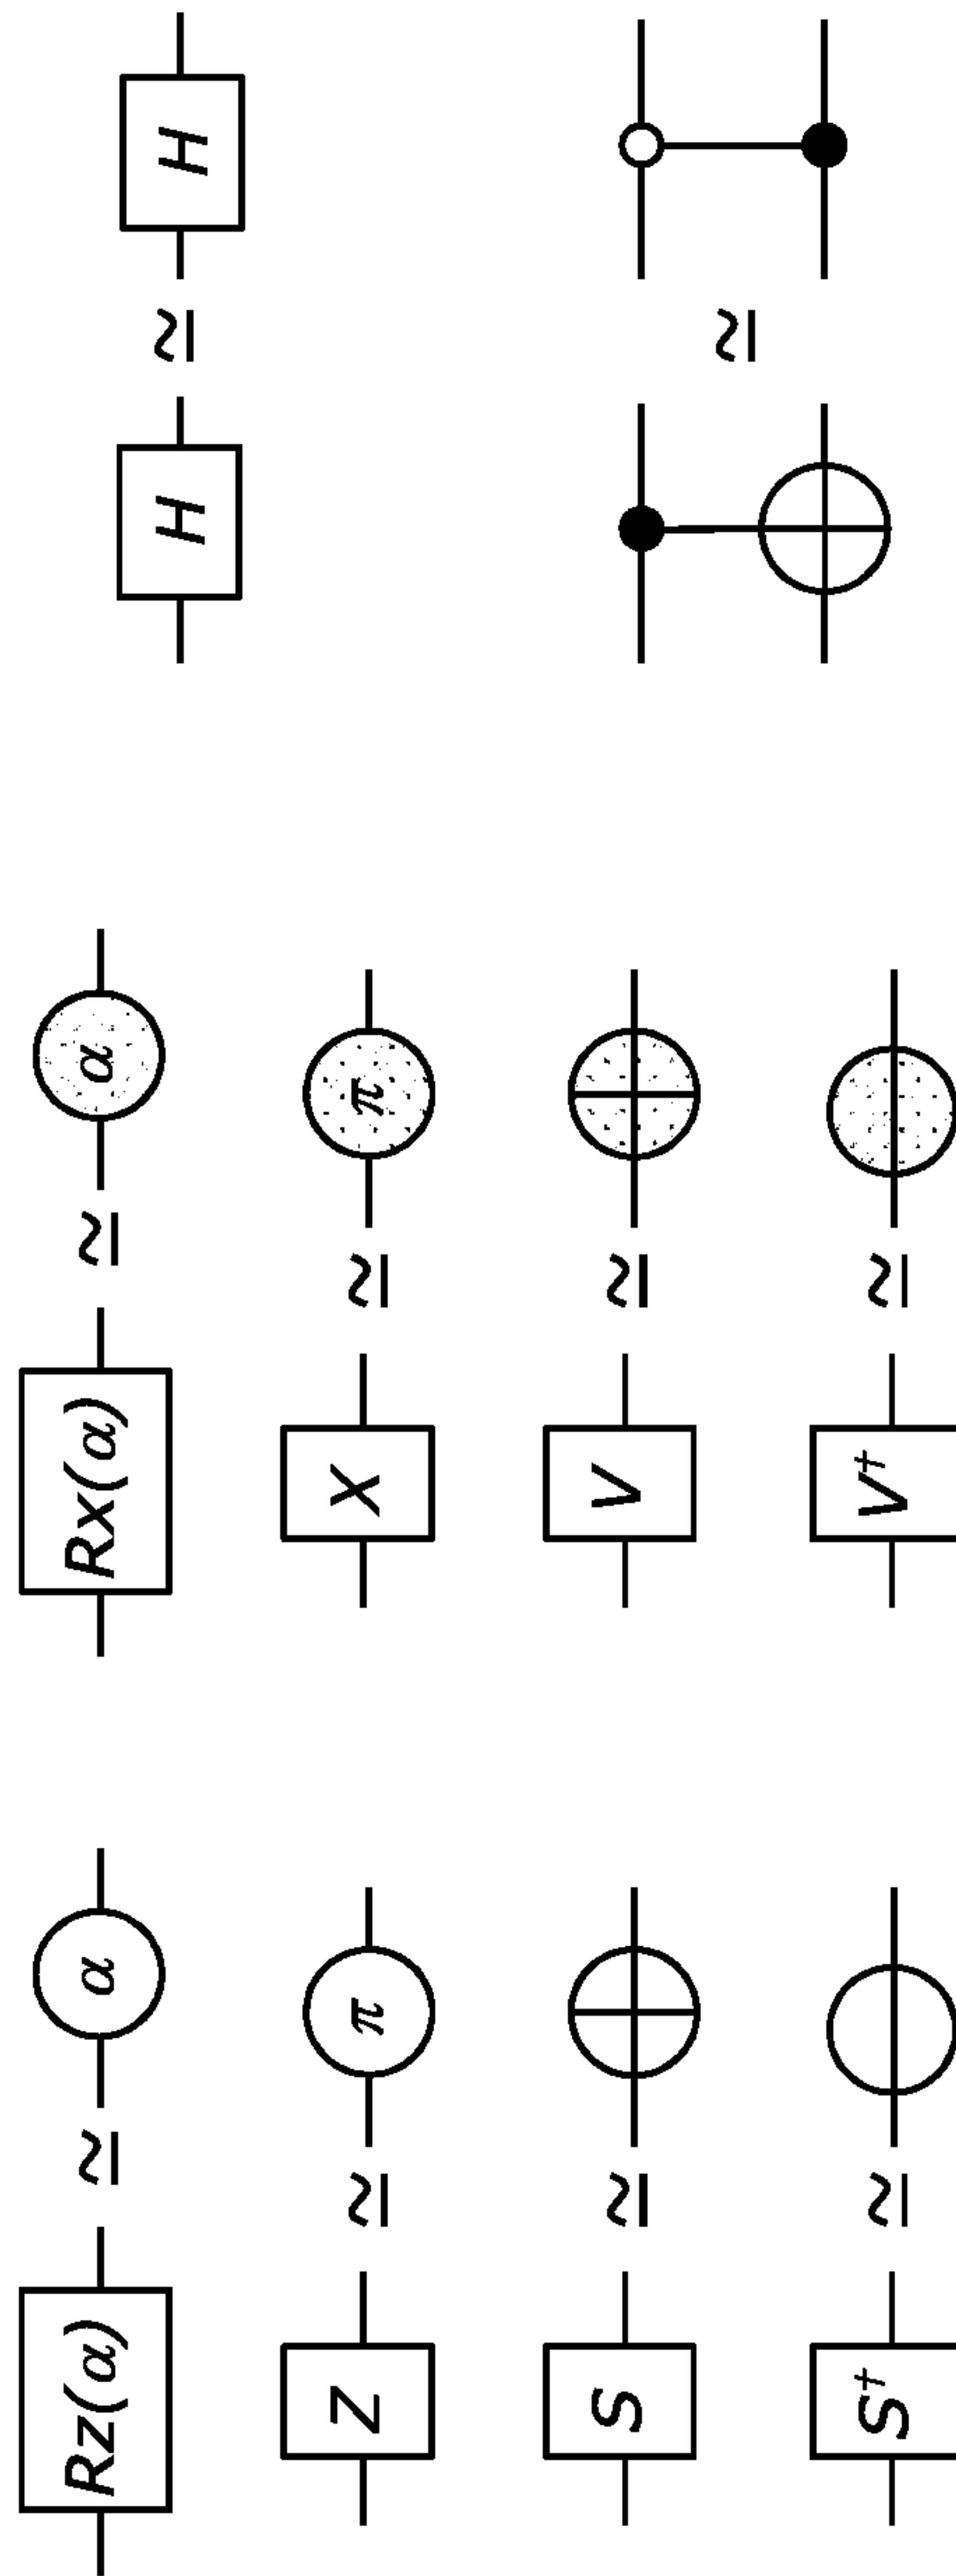 Rz(α) ≃ α
Z ≃ π
S ≃
S† ≃
Rx(α) ≃ α
X ≃ π
V ≃
V† ≃
H ≃ H
≃